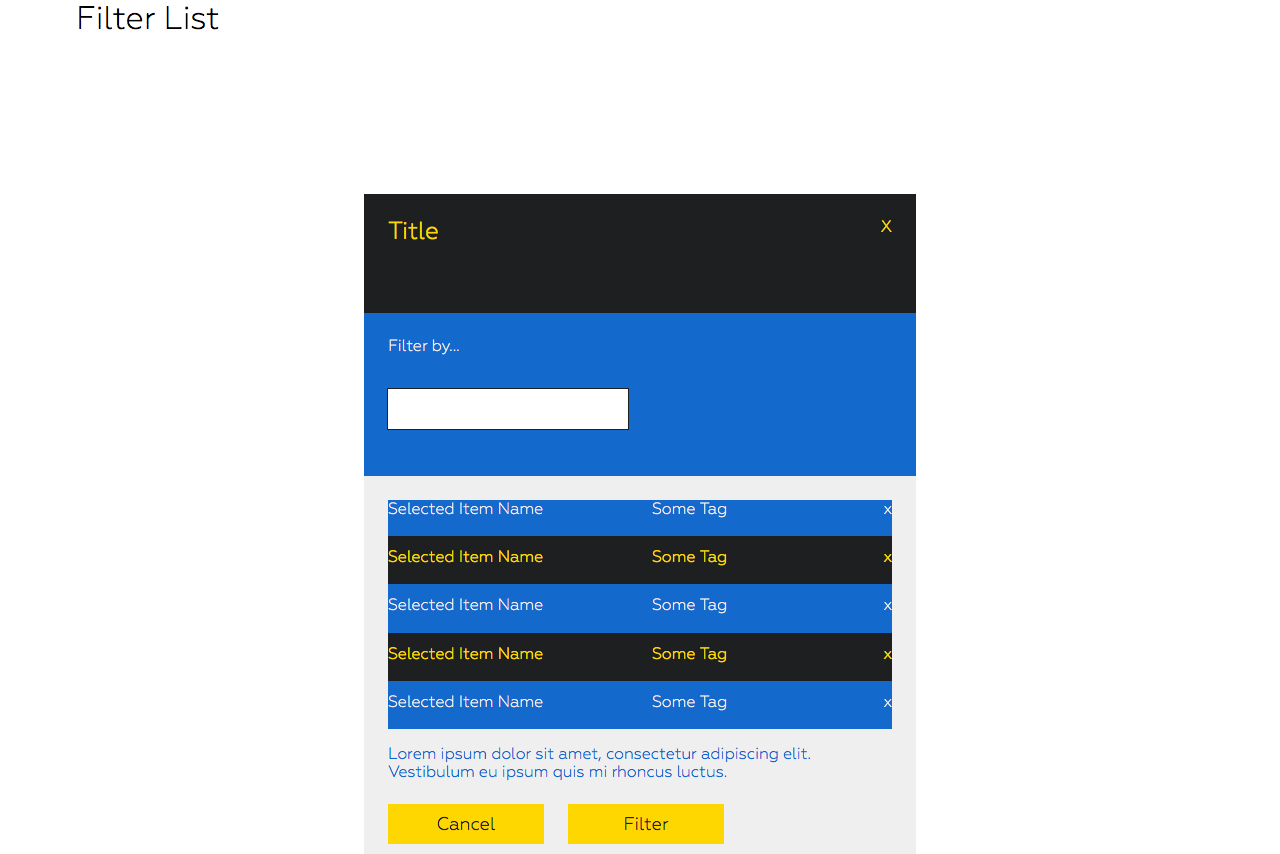 Filter List
Title X
Filter by...
Selected Item Name Some Tag x
Selected Item Name Some Tag x
Selected Item Name Some Tag x
Selected Item Name Some Tag x
Selected Item Name Some Tag x
Lorem ipsum dolor sit amet, consectetur adipiscing elit.
Vestibulum eu ipsum quis mi rhoncus luctus.
Cancel Filter